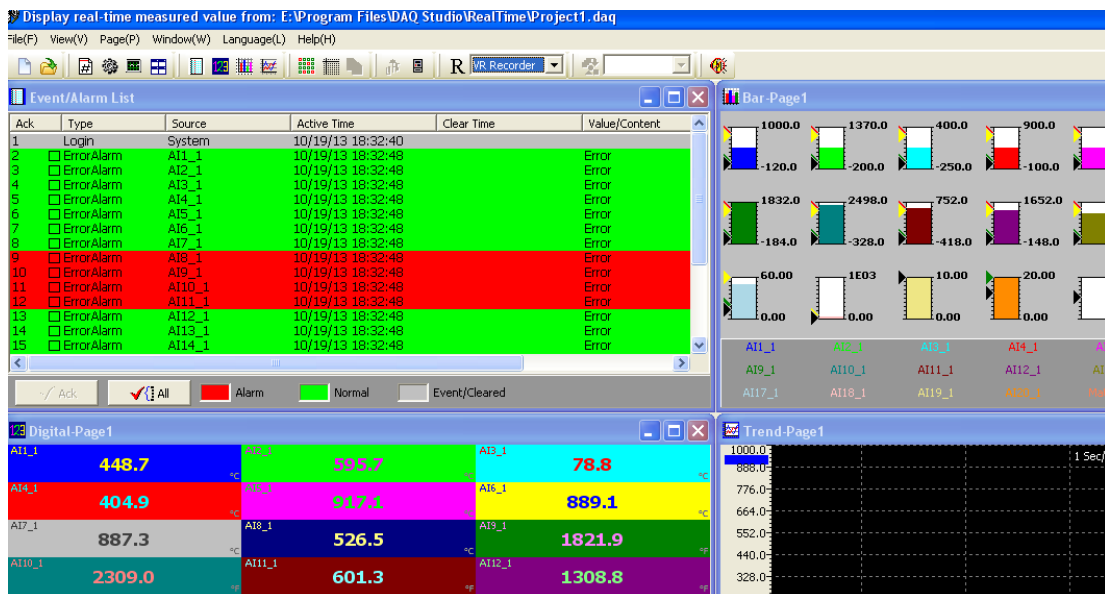 Display real-time measured value from: E:\Program Files\DAQ Studio\RealTime\Project1.daq
File(F) View(V) Page(P) Window(W) Language(L) Help(H)
R VR Recorder
Event/Alarm List
Ack Type Source Active Time Clear Time Value/Content
1 Login System 10/19/13 18:32:40
2 ErrorAlarm AI1_1 10/19/13 18:32:48 Error
3 ErrorAlarm AI2_1 10/19/13 18:32:48 Error
4 ErrorAlarm AI3_1 10/19/13 18:32:48 Error
5 ErrorAlarm AI4_1 10/19/13 18:32:48 Error
6 ErrorAlarm AI5_1 10/19/13 18:32:48 Error
7 ErrorAlarm AI6_1 10/19/13 18:32:48 Error
8 ErrorAlarm AI7_1 10/19/13 18:32:48 Error
9 ErrorAlarm AI8_1 10/19/13 18:32:48 Error
10 ErrorAlarm AI9_1 10/19/13 18:32:48 Error
11 ErrorAlarm AI10_1 10/19/13 18:32:48 Error
12 ErrorAlarm AI11_1 10/19/13 18:32:48 Error
13 ErrorAlarm AI12_1 10/19/13 18:32:48 Error
14 ErrorAlarm AI13_1 10/19/13 18:32:48 Error
15 ErrorAlarm AI14_1 10/19/13 18:32:48 Error
Ack All Alarm Normal Event/Cleared
Bar-Page1
1000.0 1370.0 400.0 900.0
-120.0 -200.0 -250.0 -100.0
1832.0 2498.0 752.0 1652.0
-184.0 -328.0 -418.0 -148.0
60.00 1E03 10.00 20.00
0.00 0.00 0.00 0.00
AI1_1 AI2_1 AI3_1 AI4_1
AI9_1 AI10_1 AI11_1 AI12_1
AI17_1 AI18_1 AI19_1 AI20_1
Digital-Page1
AI1_1 AI2_1 AI3_1
448.7 °C 595.7 °C 78.8 °C
AI4_1 AI5_1 AI6_1
404.9 °C 917.1 °C 889.1 °C
AI7_1 AI8_1 AI9_1
887.3 °C 526.5 °C 1821.9 °F
AI10_1 AI11_1 AI12_1
2309.0 °F 601.3 °F 1308.8 °F
Trend-Page1
1000.0 1 Sec/
888.0
776.0
664.0
552.0
440.0
328.0